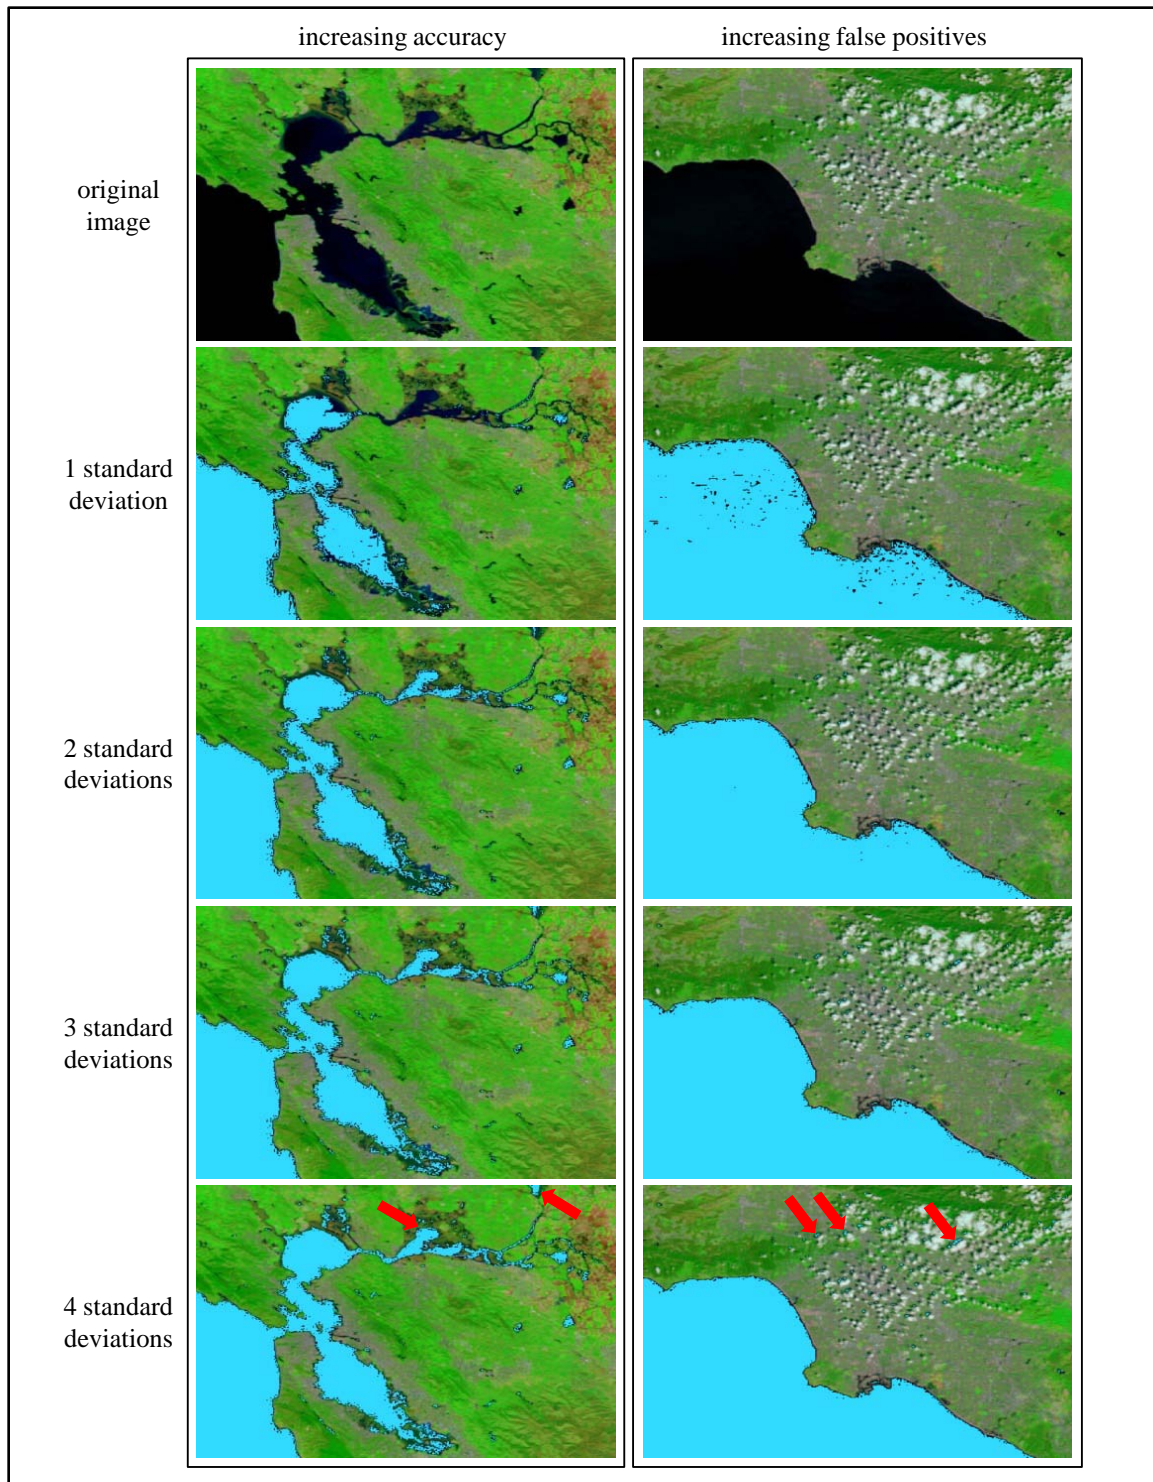 increasing accuracy
increasing false positives
original
image
1 standard
deviation
2 standard
deviations
3 standard
deviations
4 standard
deviations